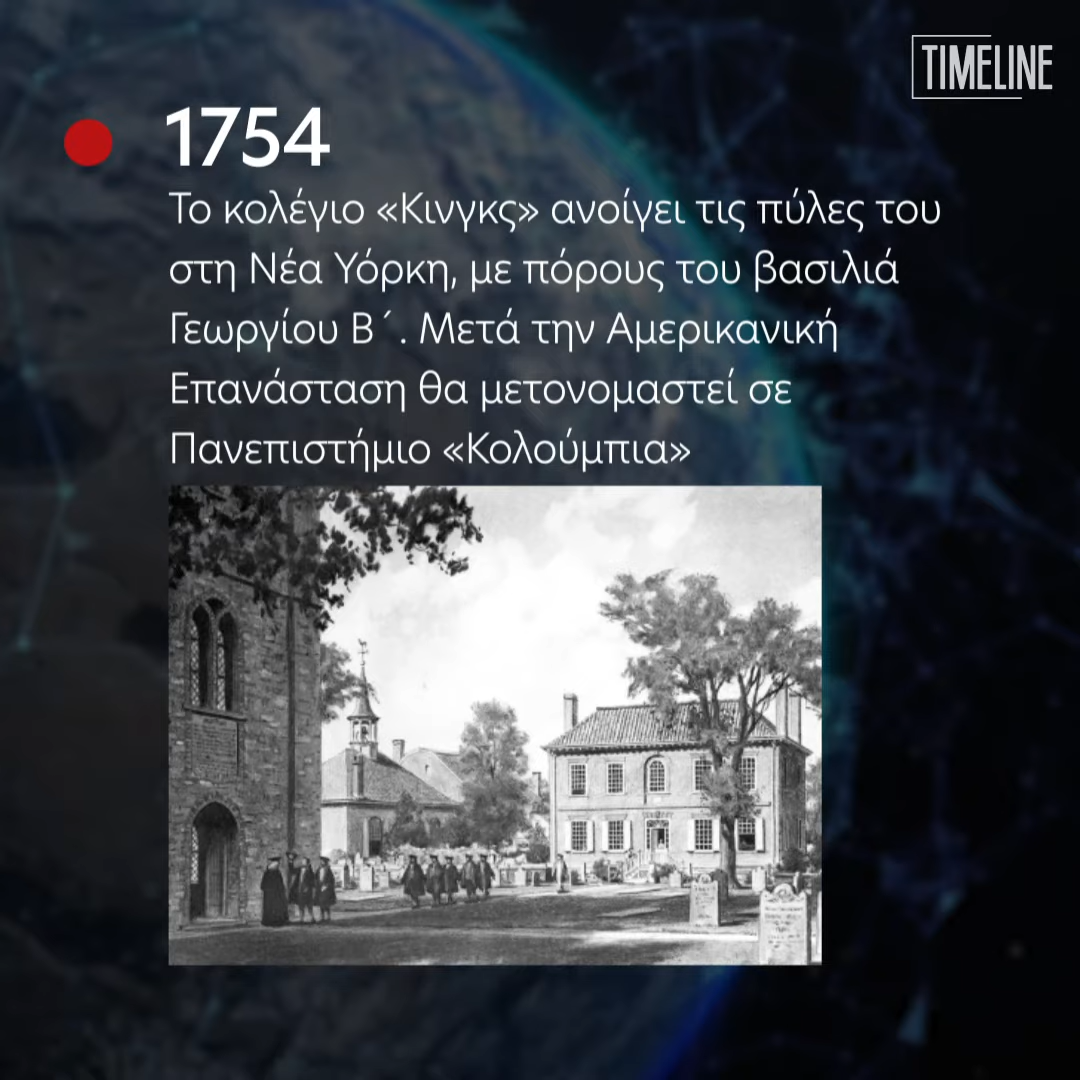 TIMELINE
1754
Το κολέγιο «Κινγκς» ανοίγει τις πύλες του
στη Νέα Υόρκη, με πόρους του βασιλιά
Γεωργίου Β΄. Μετά την Αμερικανική
Επανάσταση θα μετονομαστεί σε
Πανεπιστήμιο «Κολούμπια»